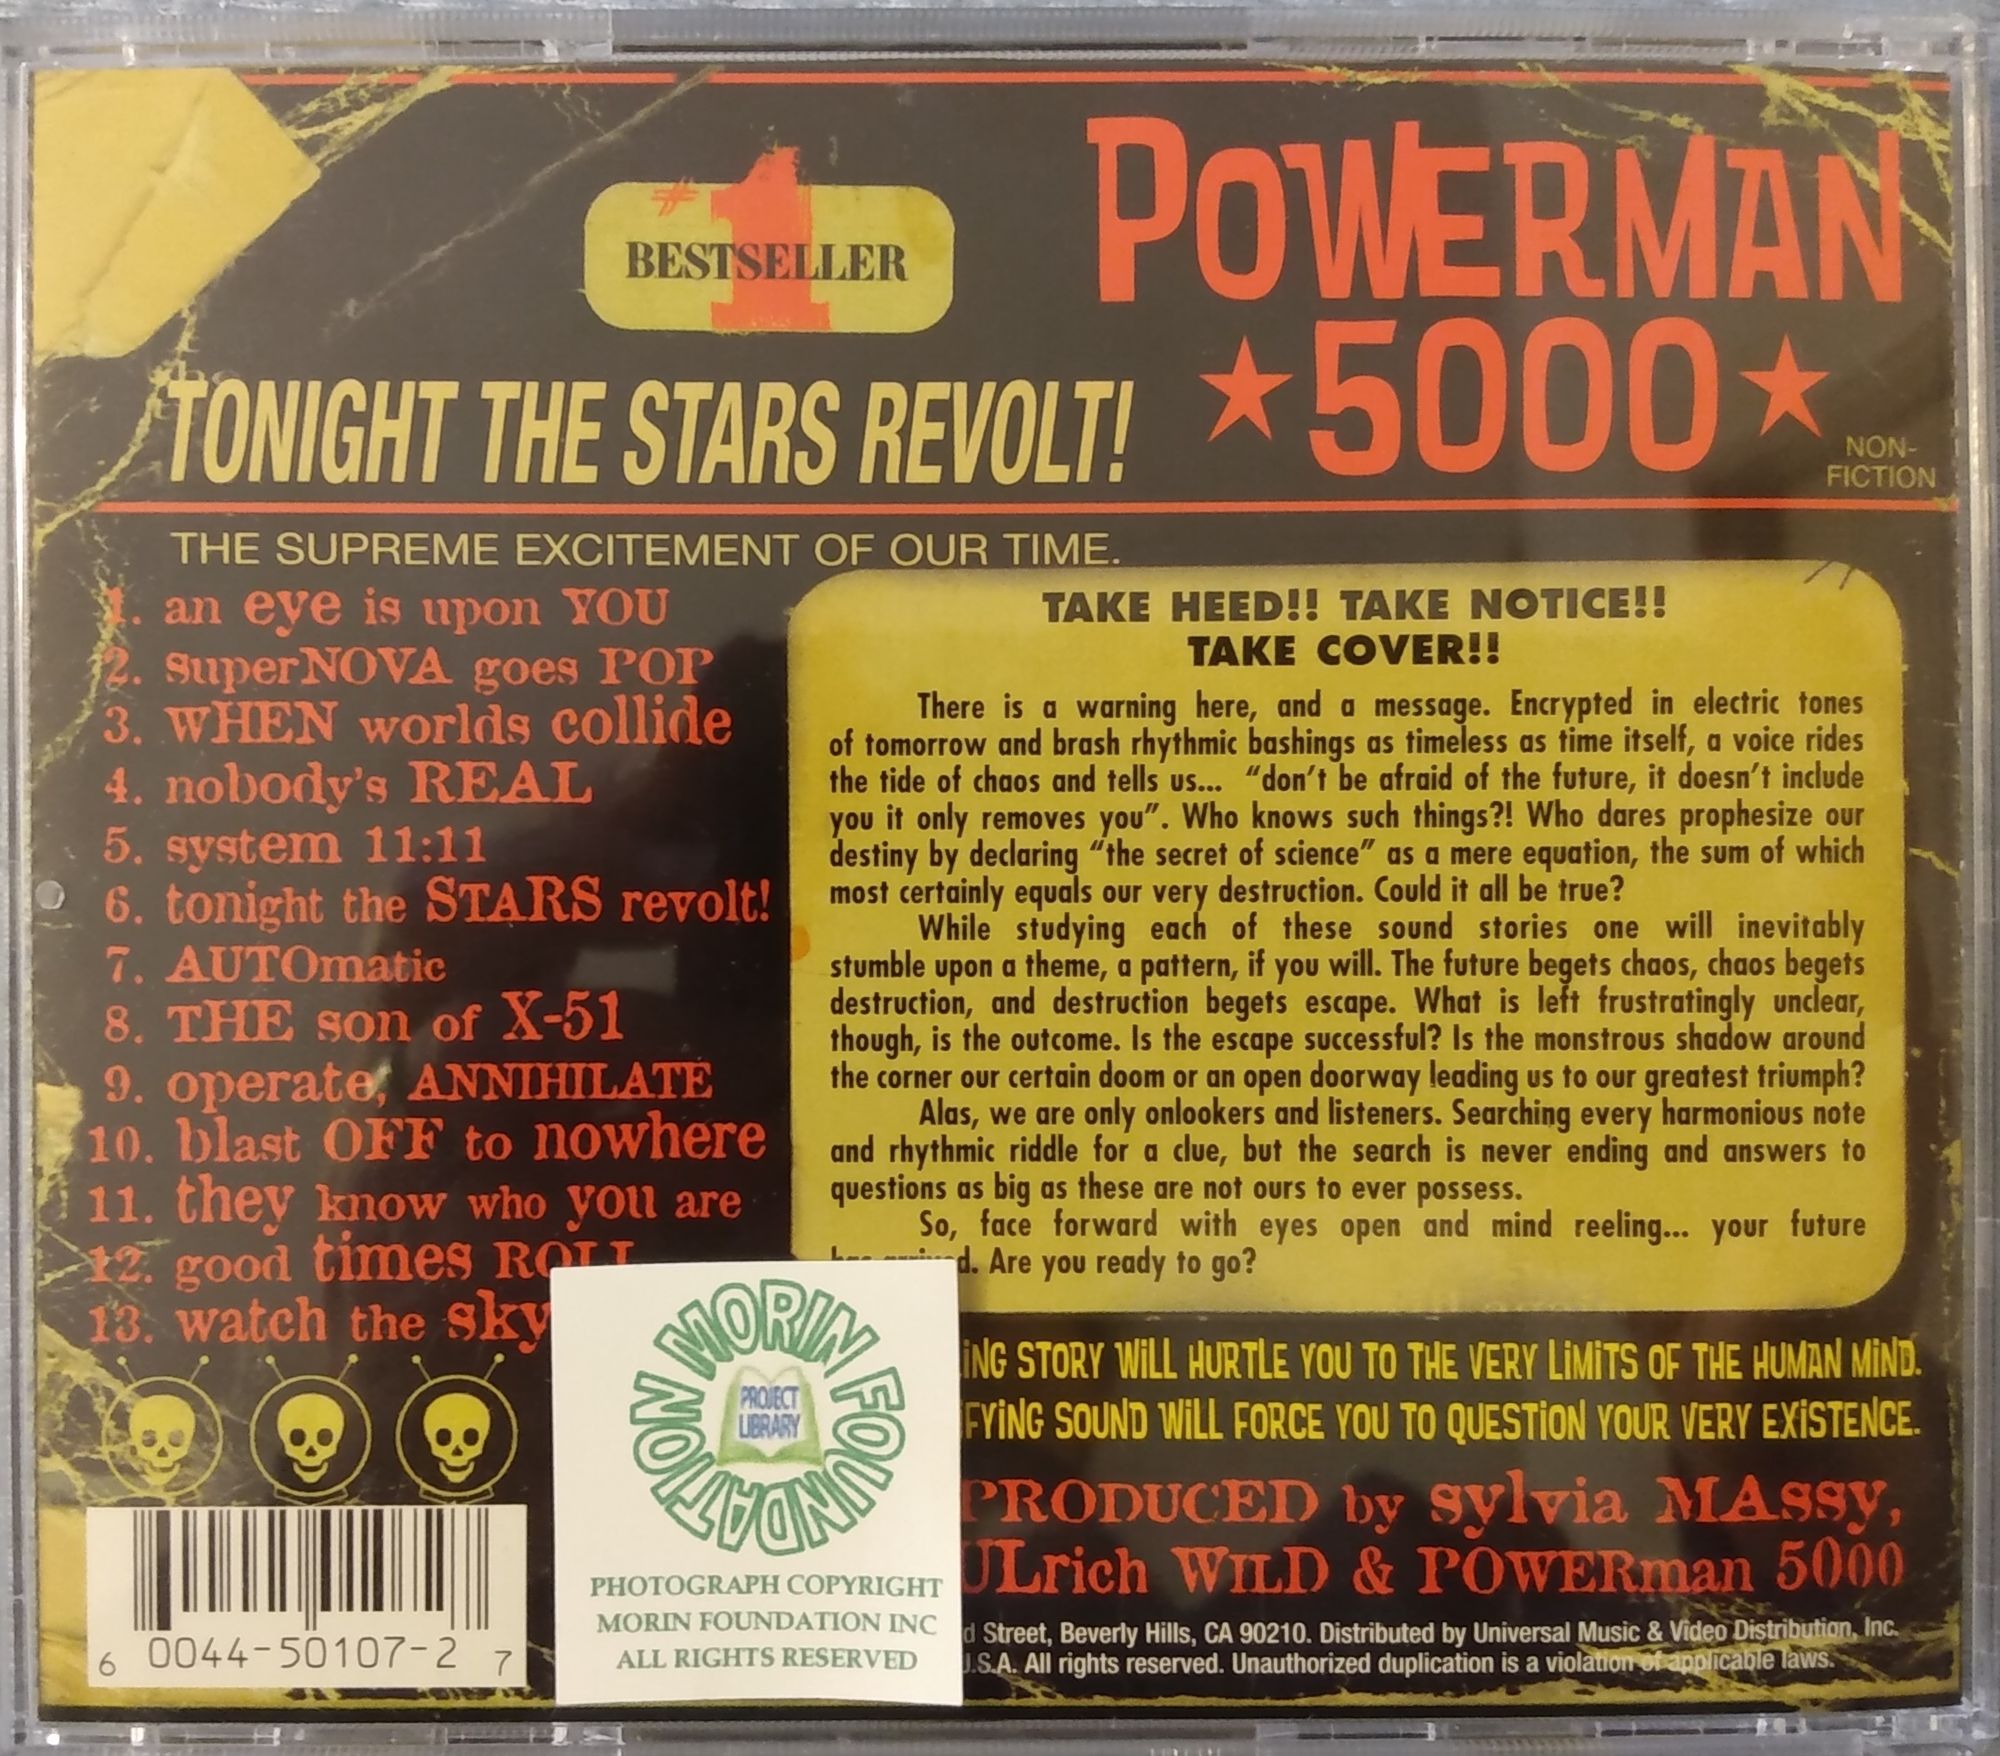 #1
BESTSELLER
POWERMAN
5000
NON-
FICTION
TONIGHT THE STARS REVOLT!
THE SUPREME EXCITEMENT OF OUR TIME.
1. an eye is upon YOU
2. superNOVA goes POP
3. WHEN worlds collide
4. nobody's REAL
5. system 11:11
6. tonight the STARS revolt!
7. AUTOmatic
8. THE son of X-51
9. operate, ANNIHILATE
10. blast OFF to nowhere
11. they know who you are
12. good times ROLL
13. watch the sky
TAKE HEED!! TAKE NOTICE!!
TAKE COVER!!
There is a warning here, and a message. Encrypted in electric tones
of tomorrow and brash rhythmic bashings as timeless as time itself, a voice rides
the tide of chaos and tells us... "don't be afraid of the future, it doesn't include
you it only removes you". Who knows such things?! Who dares prophesize our
destiny by declaring "the secret of science" as a mere equation, the sum of which
most certainly equals our very destruction. Could it all be true?
While studying each of these sound stories one will inevitably
stumble upon a theme, a pattern, if you will. The future begets chaos, chaos begets
destruction, and destruction begets escape. What is left frustratingly unclear,
though, is the outcome. Is the escape successful? Is the monstrous shadow around
the corner our certain doom or an open doorway leading us to our greatest triumph?
Alas, we are only onlookers and listeners. Searching every harmonious note
and rhythmic riddle for a clue, but the search is never ending and answers to
questions as big as these are not ours to ever possess.
So, face forward with eyes open and mind reeling... your future
has arrived. Are you ready to go?
STORY WiLL HURTLE YOU TO THE VERY LiMiTS OF THE HUMAN MiND.
SOUND WiLL FORCE YOU TO QUESTiON YOUR VERY EXiSTENCE.
PRODUCED by sylvia MAssy,
ULrich WILD & POWERman 5000
Street, Beverly Hills, CA 90210. Distributed by Universal Music & Video Distribution, Inc.
U.S.A. All rights reserved. Unauthorized duplication is a violation of applicable laws.
6 0044-50107-2 7
MORIN FOUNDATION
PROJECT
LIBRARY
PHOTOGRAPH COPYRIGHT
MORIN FOUNDATION INC
ALL RIGHTS RESERVED